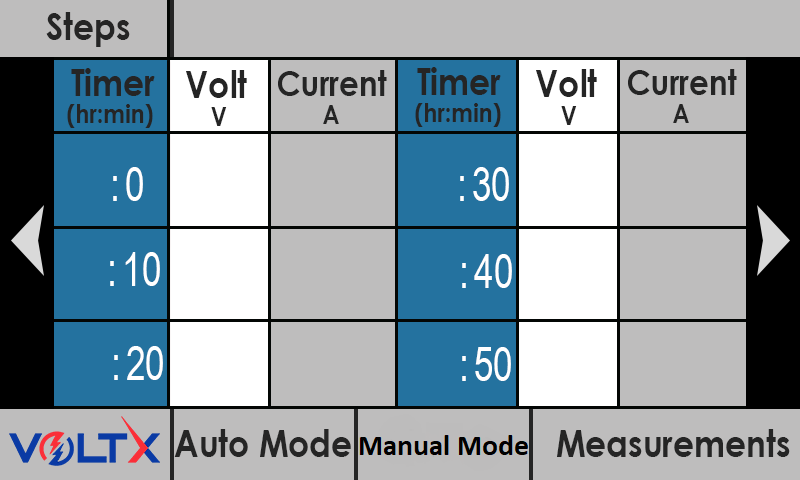 Steps
Timer Volt Current Timer Volt Current
(hr:min) V A (hr:min) V A
:0 :30
:10 :40
:20 :50
VOLTX Auto Mode Manual Mode Measurements